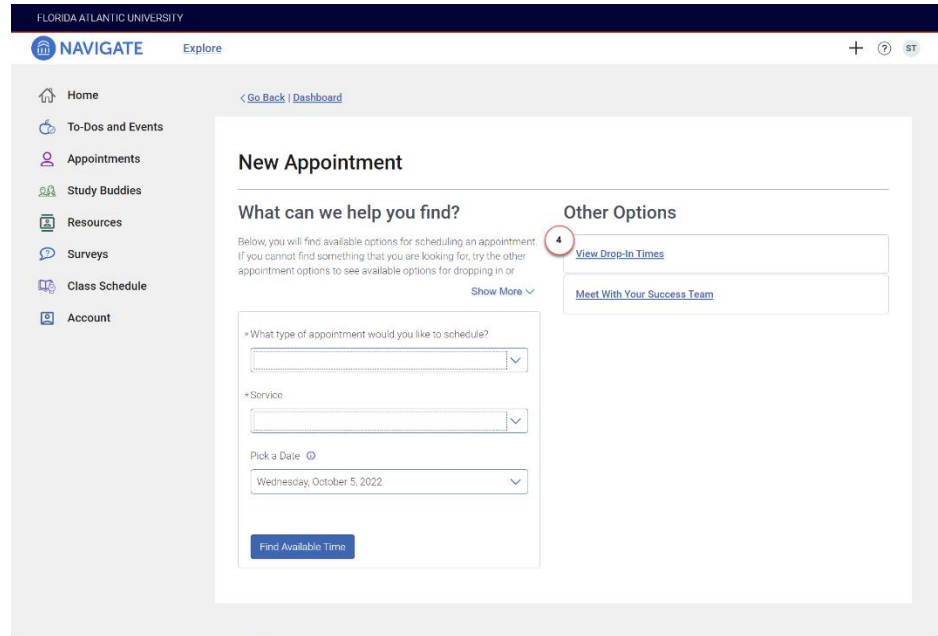 FLORIDA ATLANTIC UNIVERSITY
NAVIGATE
Explore
ST
Home
To-Dos and Events
Appointments
Study Buddies
Resources
Surveys
Class Schedule
Account
< Go Back | Dashboard
New Appointment
What can we help you find?
Below, you will find available options for scheduling an appointment.
If you cannot find something that you are looking for, try the other
appointment options to see available options for dropping in or
Show More
*What type of appointment would you like to schedule?
*Service
Pick a Date
Wednesday, October 5, 2022
Find Available Time
Other Options
4
View Drop-In Times
Meet With Your Success Team